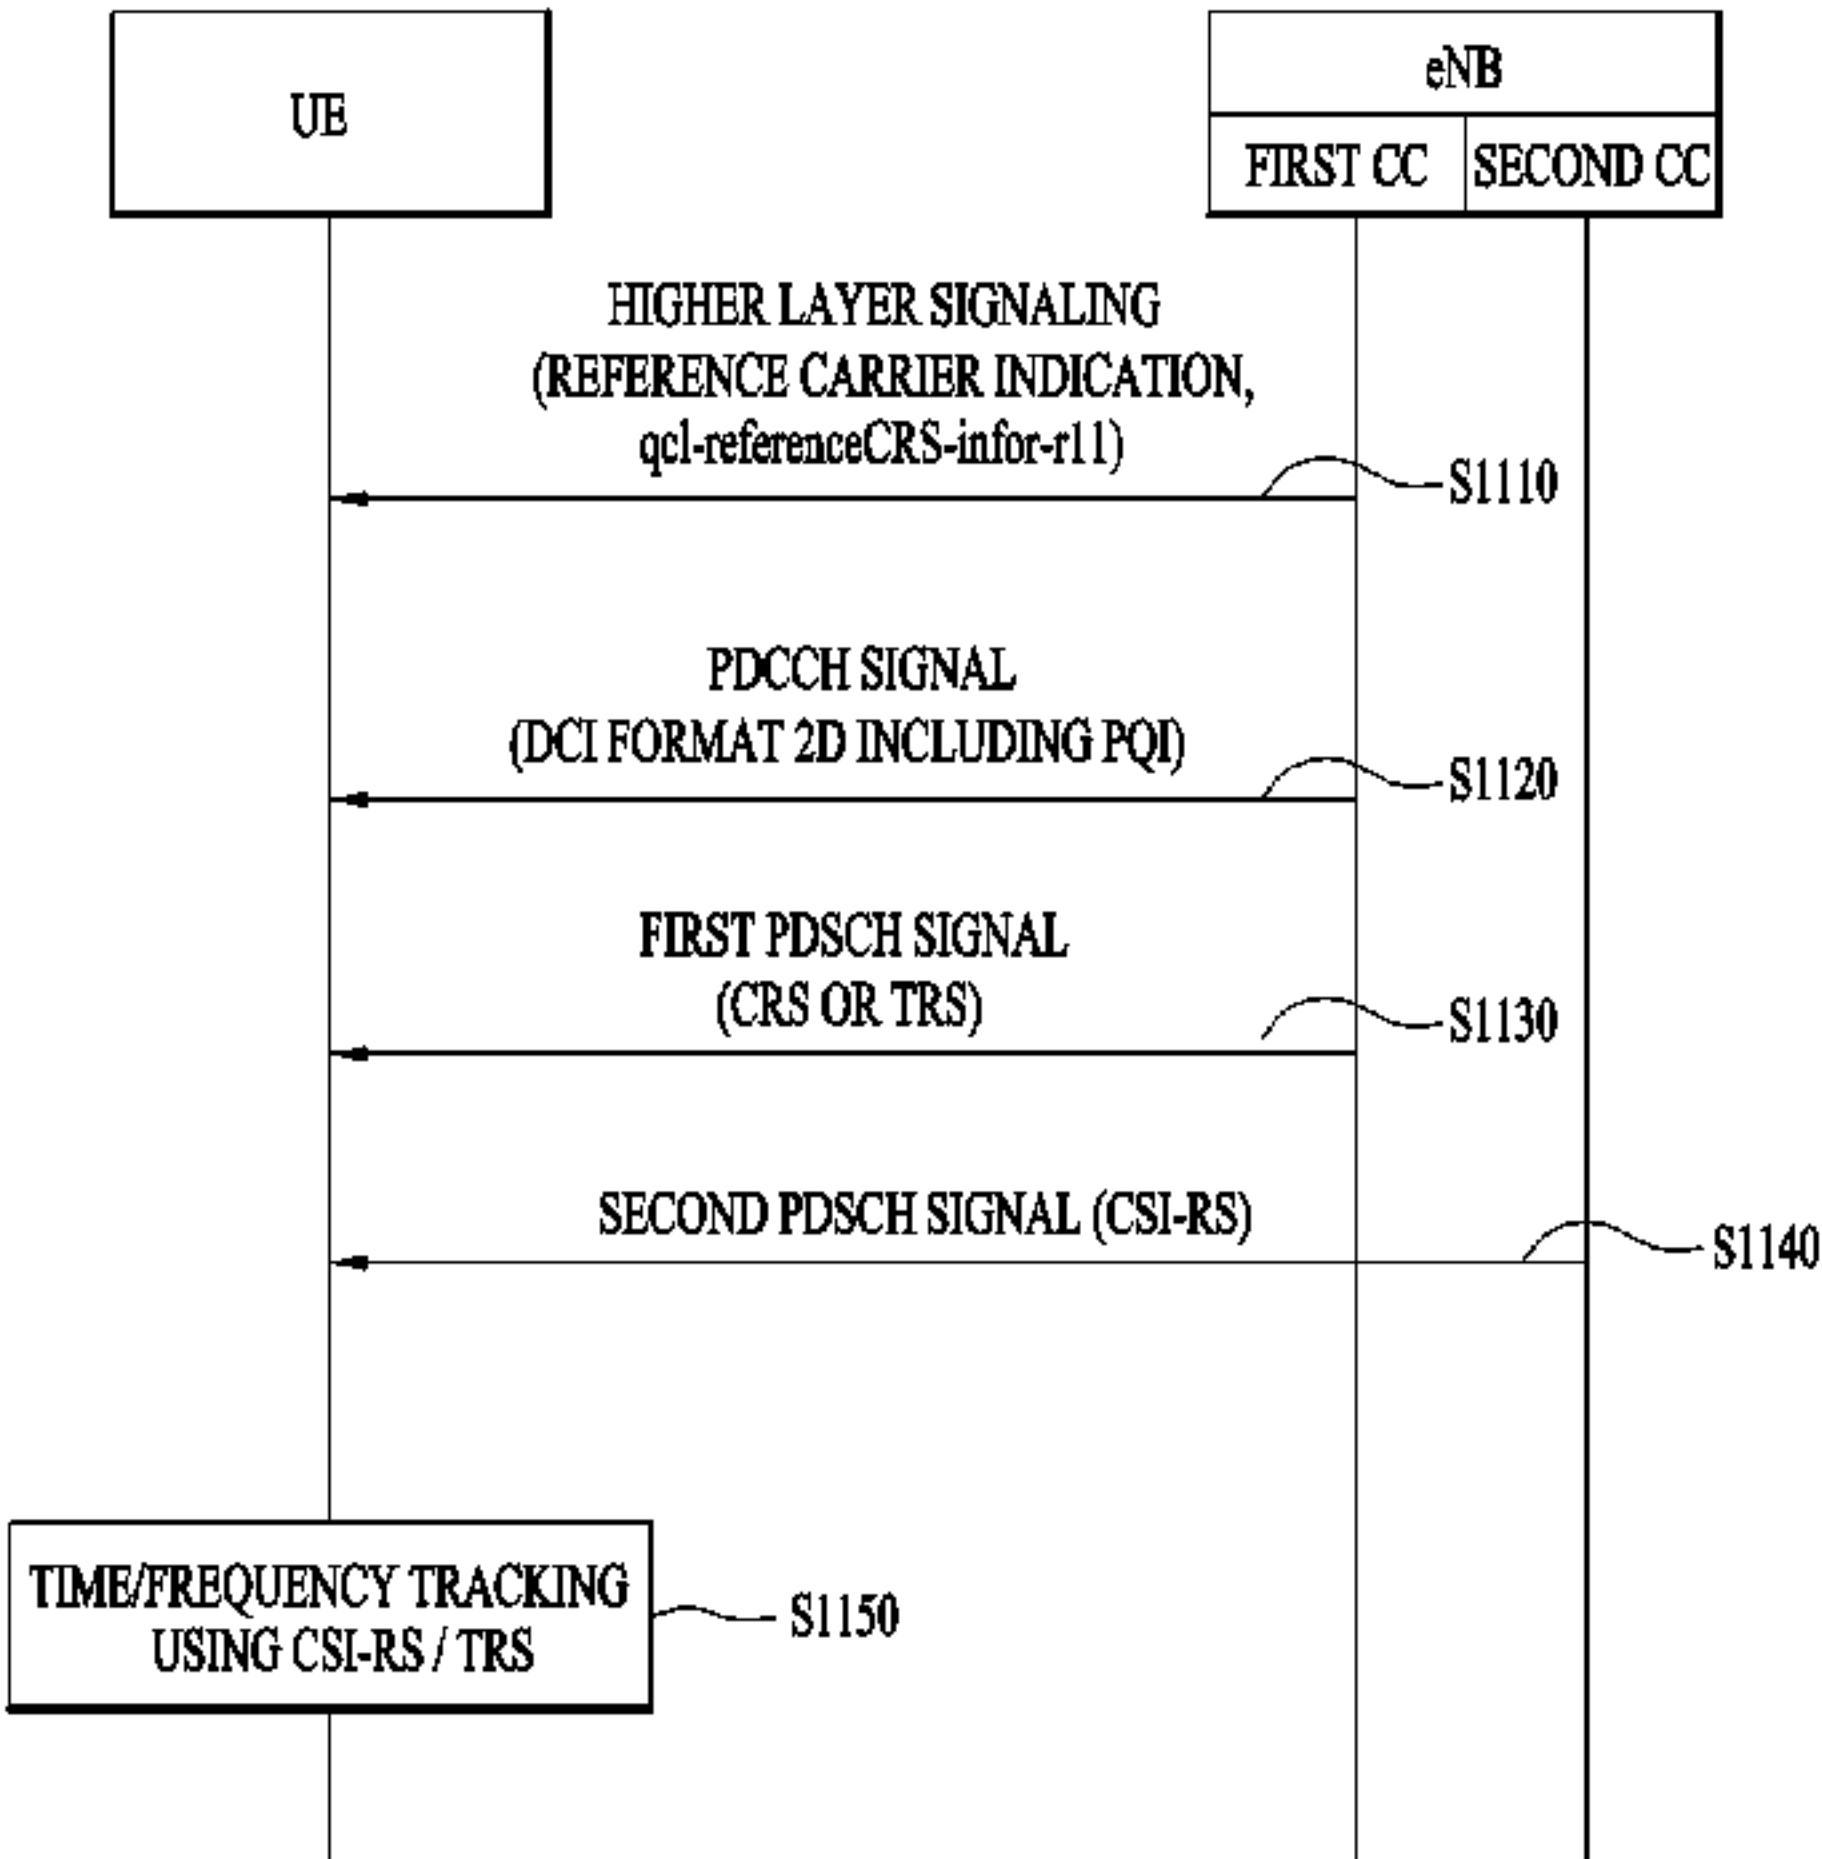 UE
eNB
FIRST CC
SECOND CC
HIGHER LAYER SIGNALING
(REFERENCE CARRIER INDICATION,
qcl-referenceCRS-infor-r11)
S1110
PDCCH SIGNAL
(DCI FORMAT 2D INCLUDING PQI)
S1120
FIRST PDSCH SIGNAL
(CRS OR TRS)
S1130
SECOND PDSCH SIGNAL (CSI-RS)
S1140
TIME/FREQUENCY TRACKING
USING CSI-RS / TRS
S1150